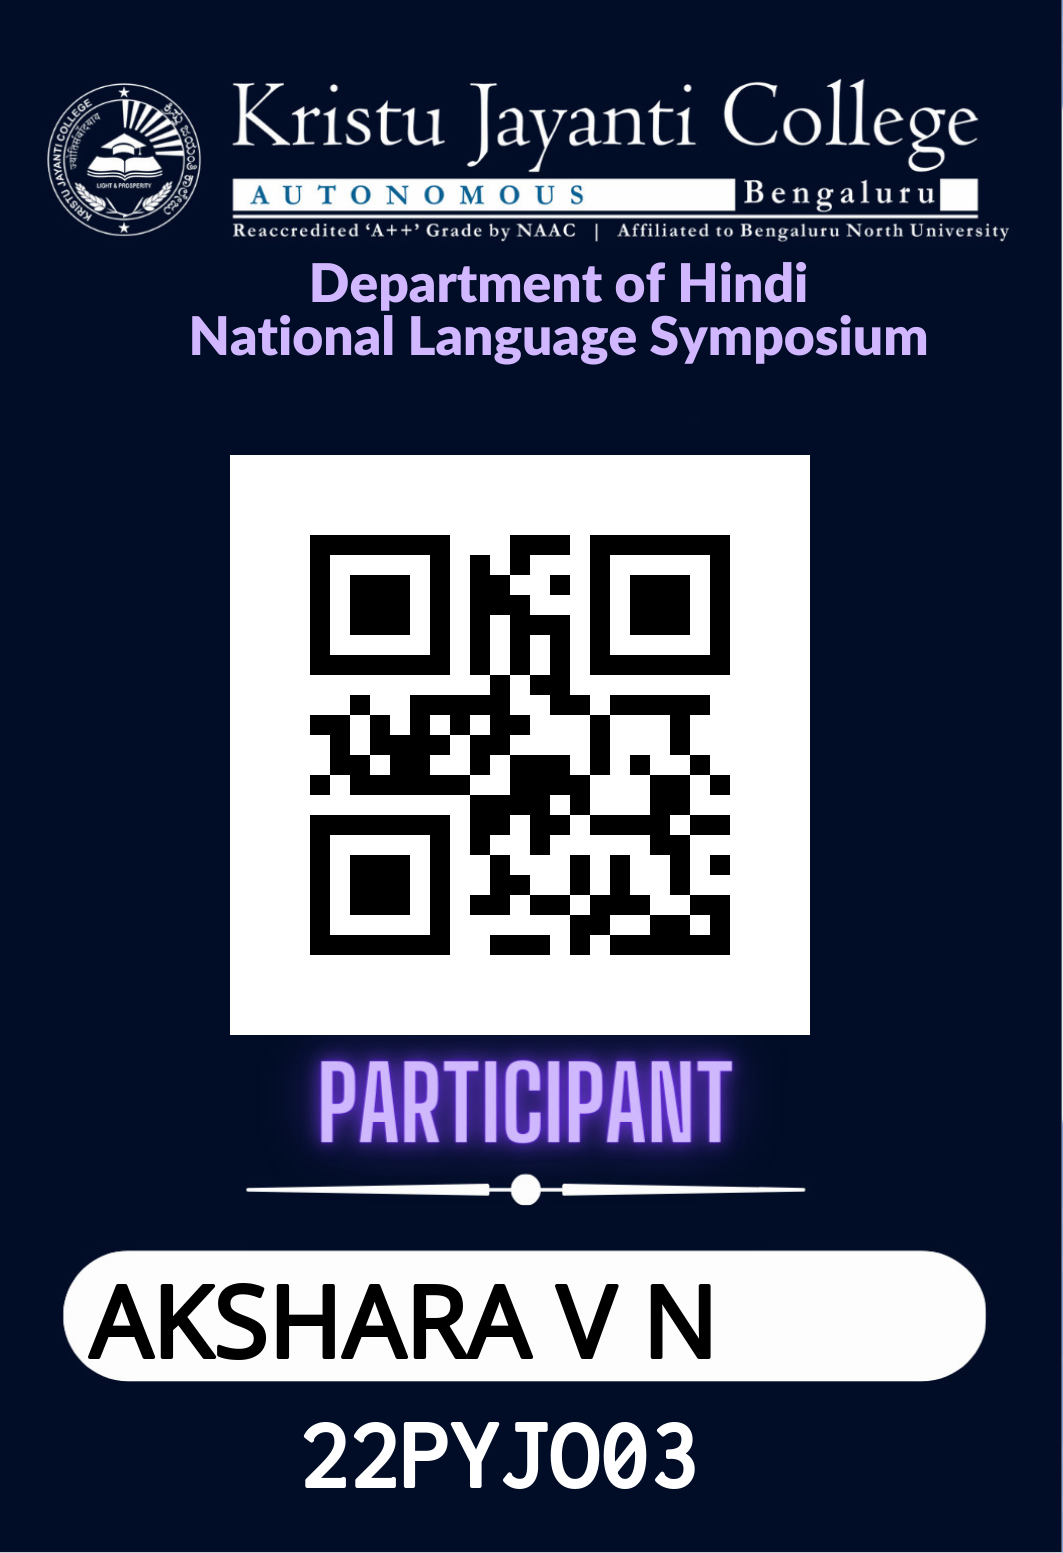 Kristu Jayanti College
AUTONOMOUS Bengaluru
Reaccredited ‘A++’ Grade by NAAC | Affiliated to Bengaluru North University
KRISTU JAYANTI COLLEGE
LIGHT & PROSPERITY
Department of Hindi
National Language Symposium
PARTICIPANT
AKSHARA V N
22PYJO03